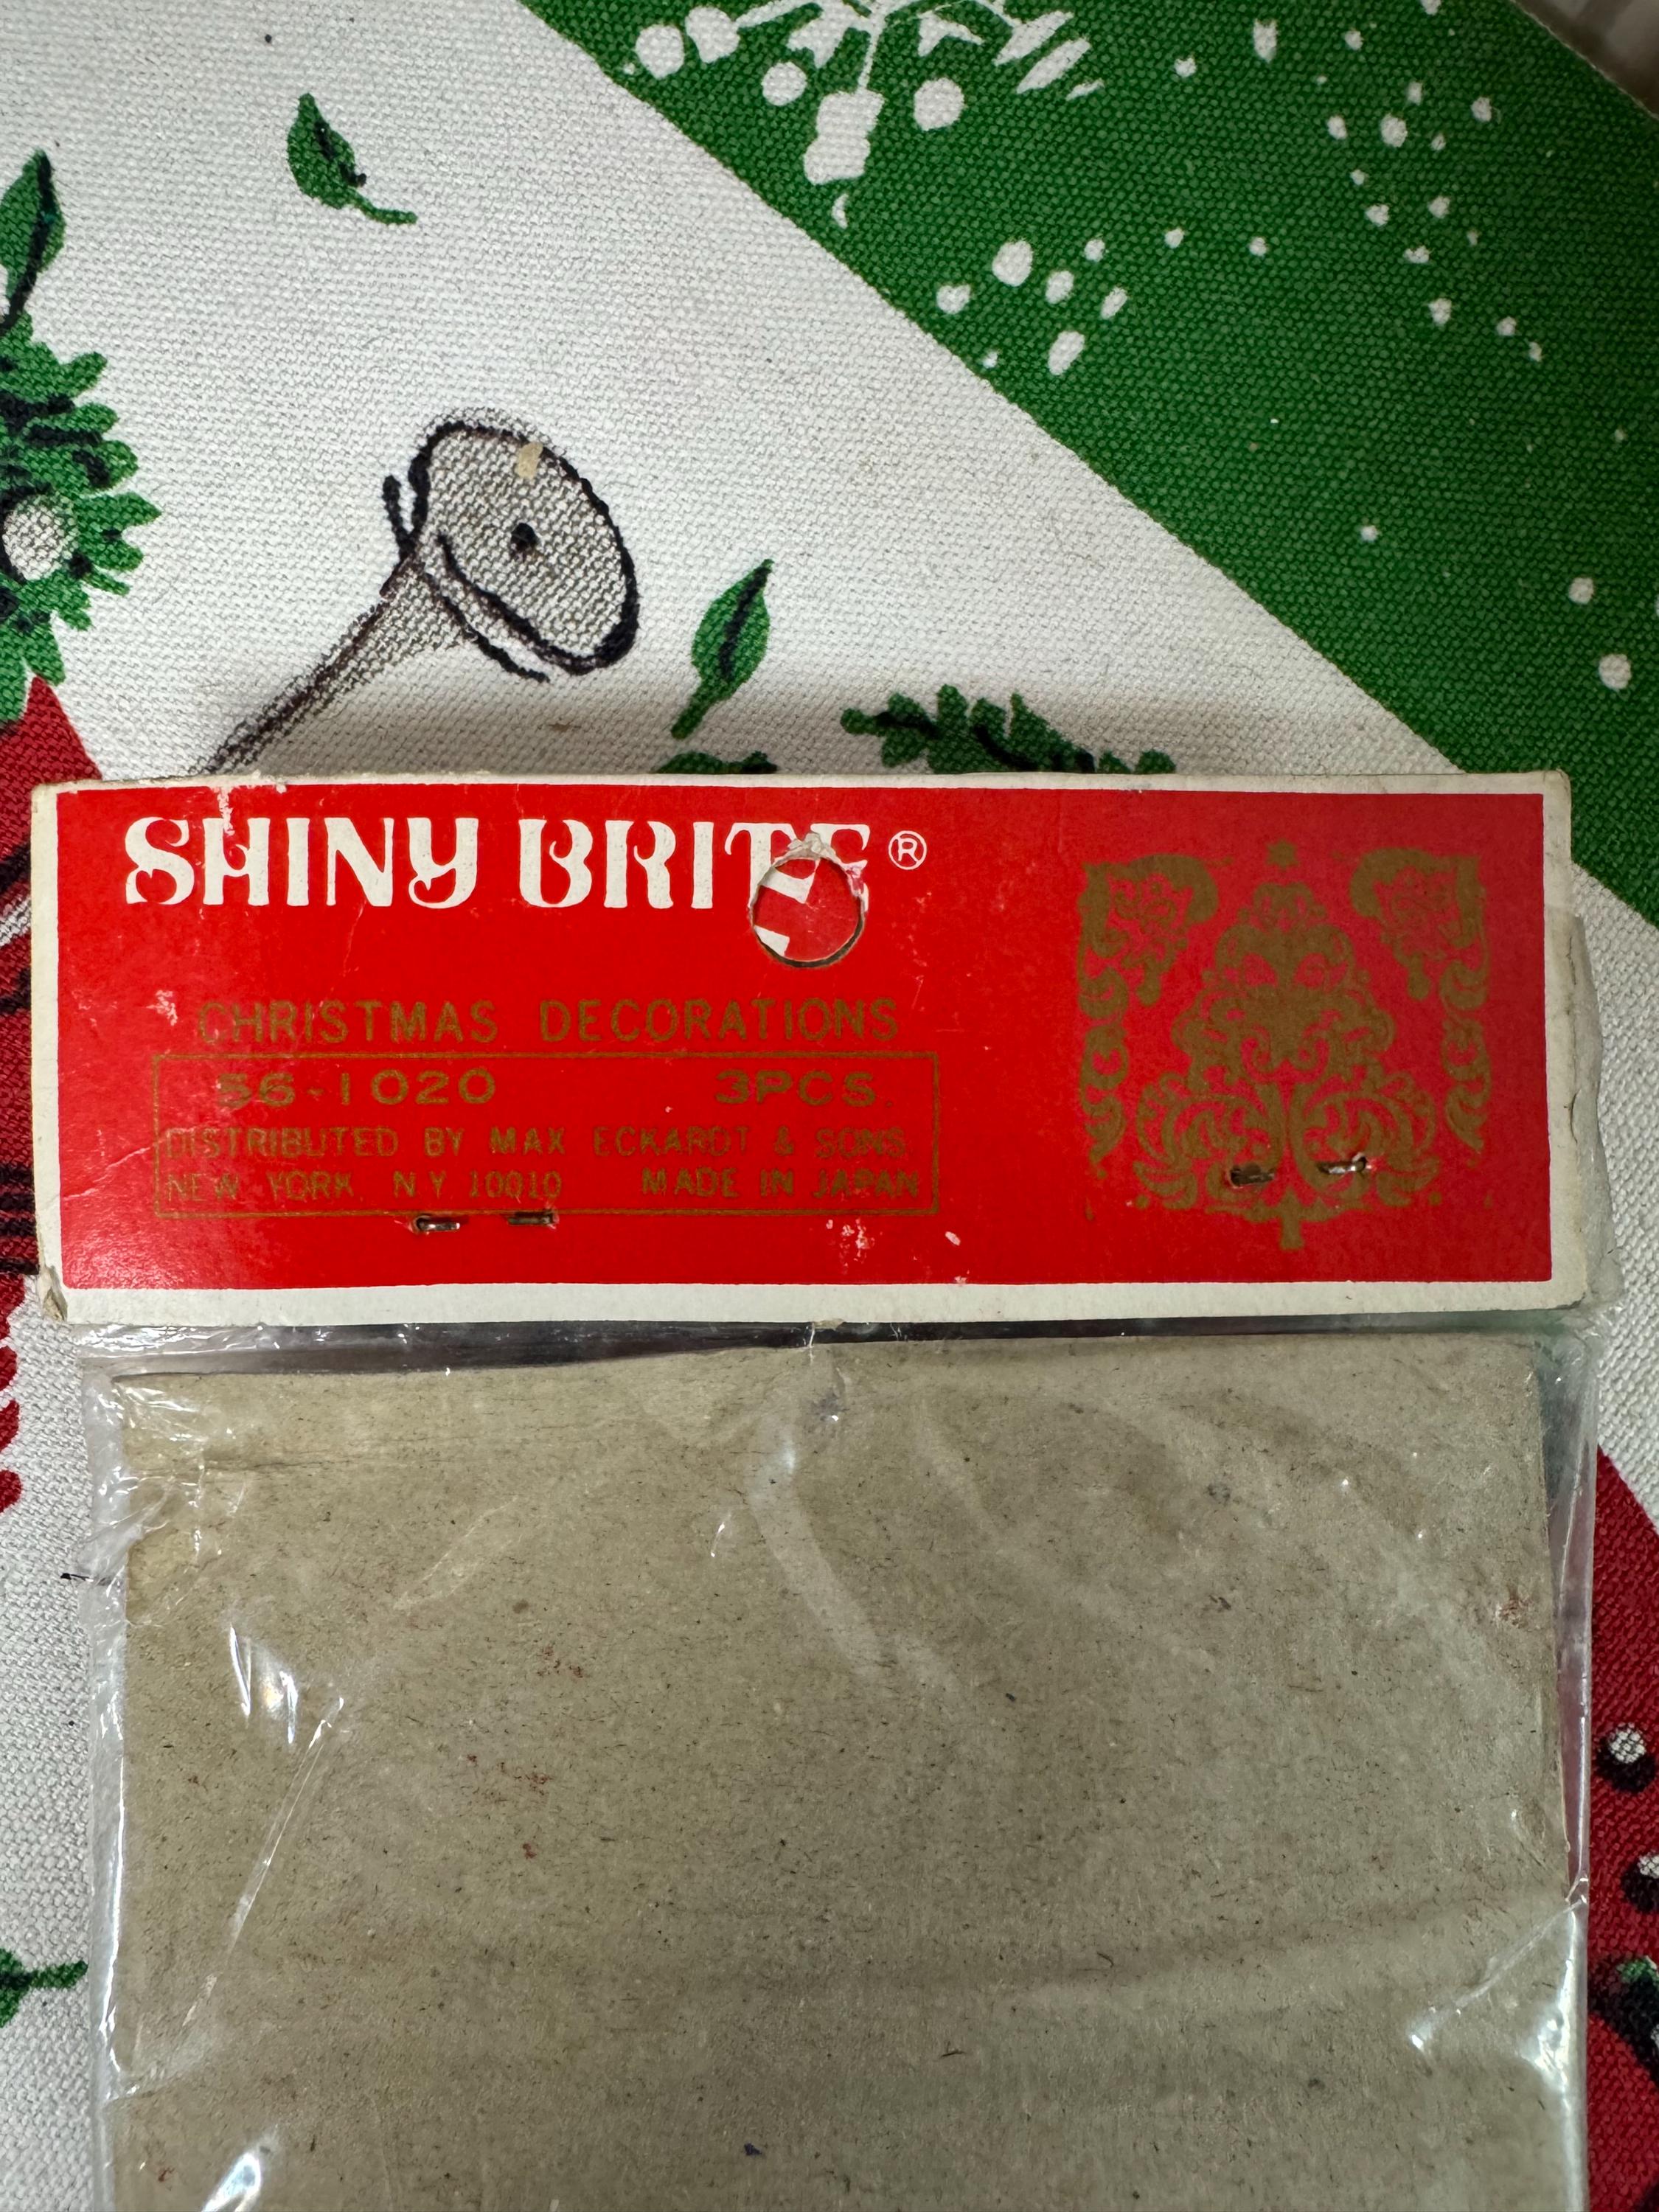 SHINY BRITE®
CHRISTMAS DECORATIONS
56-1020 3PCS.
DISTRIBUTED BY MAX ECKARDT & SONS.
NEW YORK, N.Y. 10010 MADE IN JAPAN